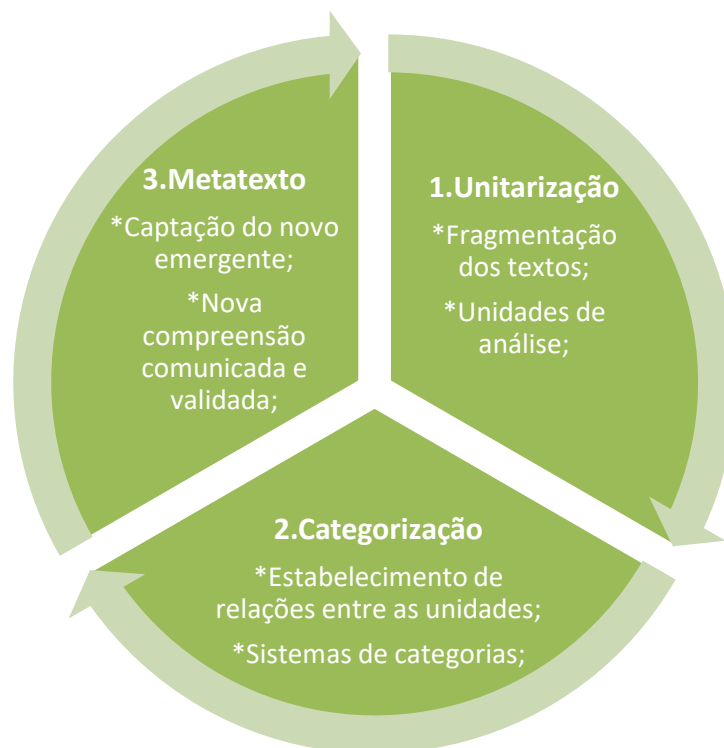 1.Unitarização
*Fragmentação
dos textos;
*Unidades de
análise;
2.Categorização
*Estabelecimento de
relações entre as unidades;
*Sistemas de categorias;
3.Metatexto
*Captação do novo
emergente;
*Nova
compreensão
comunicada e
validada;